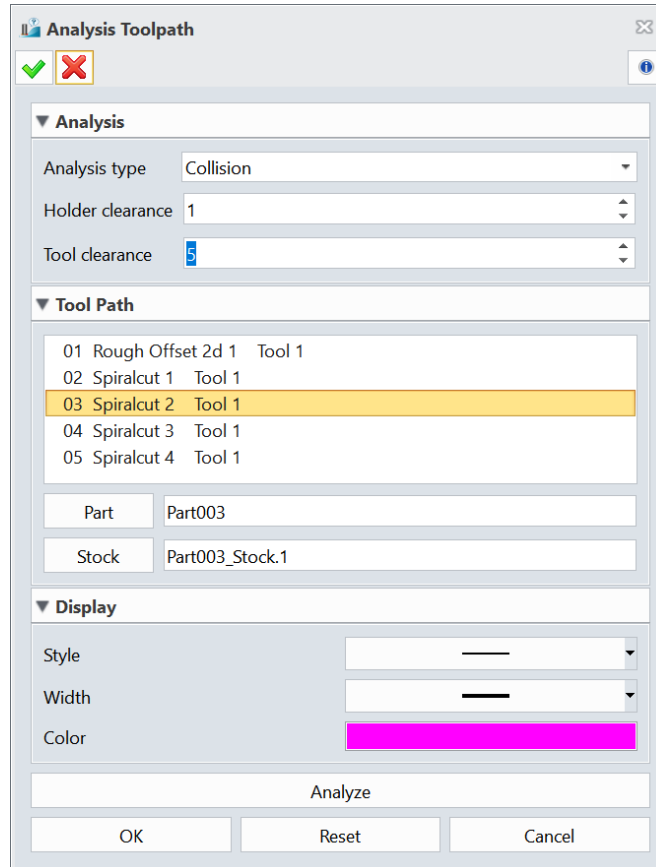 Analysis Toolpath
Analysis
Analysis type Collision
Holder clearance 1
Tool clearance 5
Tool Path
01 Rough Offset 2d 1 Tool 1
02 Spiralcut 1 Tool 1
03 Spiralcut 2 Tool 1
04 Spiralcut 3 Tool 1
05 Spiralcut 4 Tool 1
Part Part003
Stock Part003_Stock.1
Display
Style
Width
Color
Analyze
OK Reset Cancel